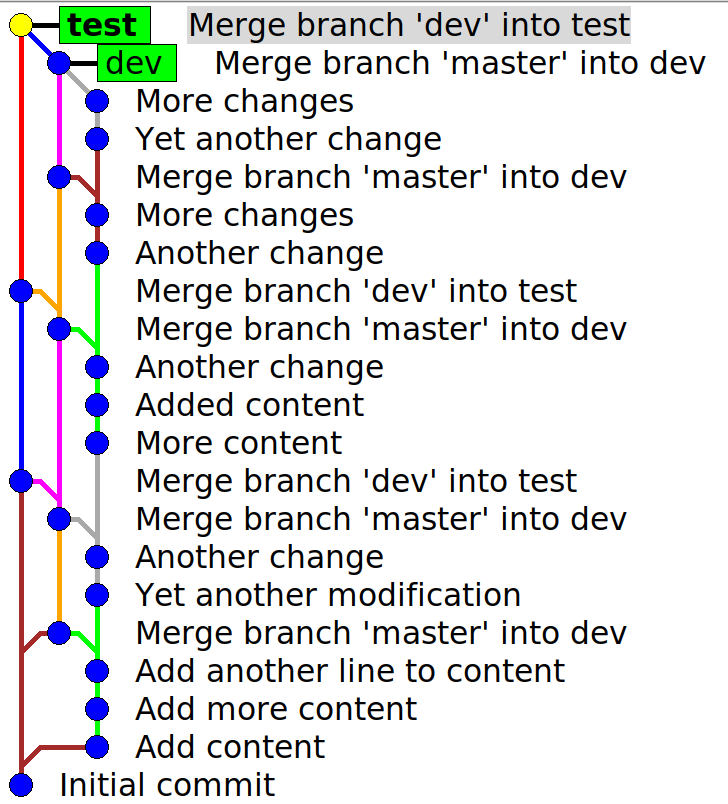 test Merge branch 'dev' into test
dev Merge branch 'master' into dev
More changes
Yet another change
Merge branch 'master' into dev
More changes
Another change
Merge branch 'dev' into test
Merge branch 'master' into dev
Another change
Added content
More content
Merge branch 'dev' into test
Merge branch 'master' into dev
Another change
Yet another modification
Merge branch 'master' into dev
Add another line to content
Add more content
Add content
Initial commit